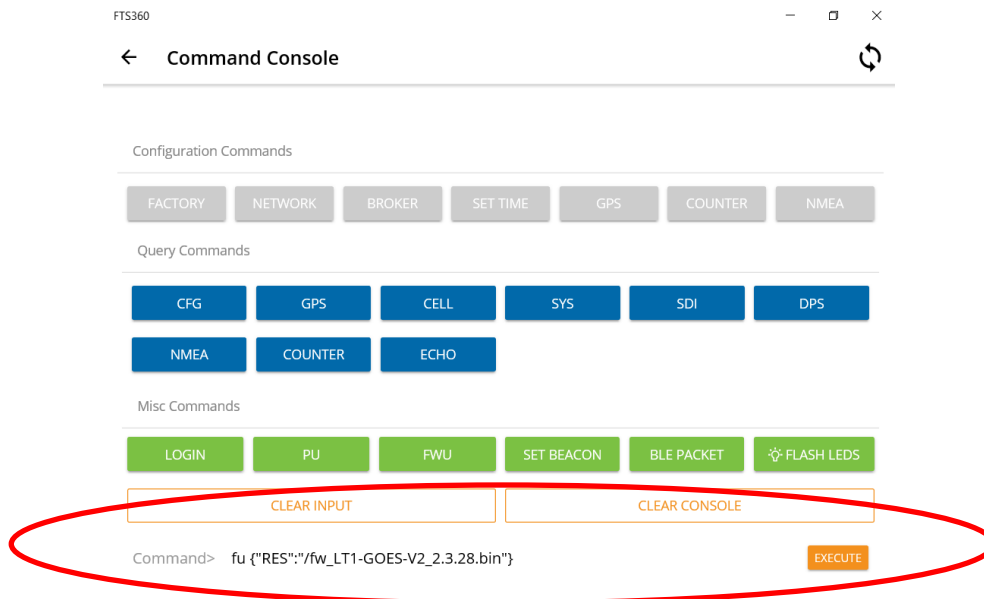 FTS360
Command Console
Configuration Commands
FACTORY NETWORK BROKER SET TIME GPS COUNTER NMEA
Query Commands
CFG GPS CELL SYS SDI DPS
NMEA COUNTER ECHO
Misc Commands
LOGIN PU FWU SET BEACON BLE PACKET FLASH LEDS
CLEAR INPUT CLEAR CONSOLE
Command> fu {"RES":"/fw_LT1-GOES-V2_2.3.28.bin"} EXECUTE